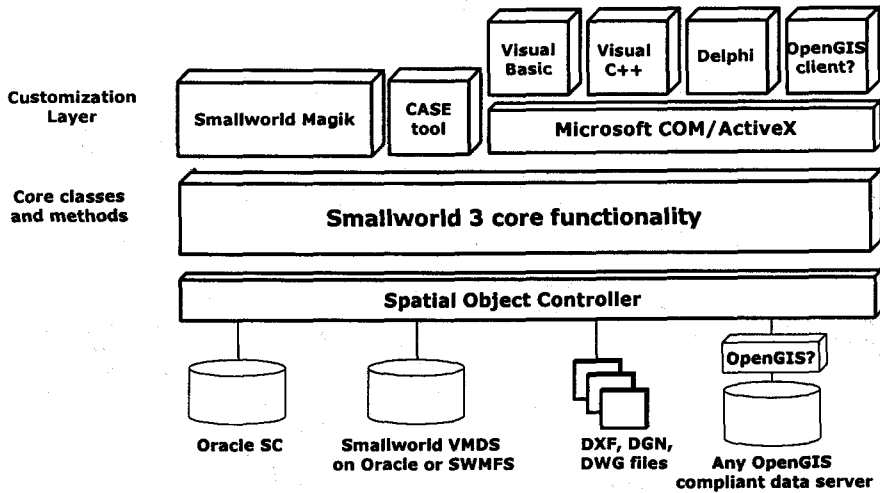 Visual
Basic
Visual
C++
Delphi
OpenGIS
client?
Customization
Layer
Smallworld Magik
CASE
tool
Microsoft COM/ActiveX
Core classes
and methods
Smallworld 3 core functionality
Spatial Object Controller
OpenGIS?
Oracle SC
Smallworld VMDS
on Oracle or SWMFS
DXF, DGN,
DWG files
Any OpenGIS
compliant data server